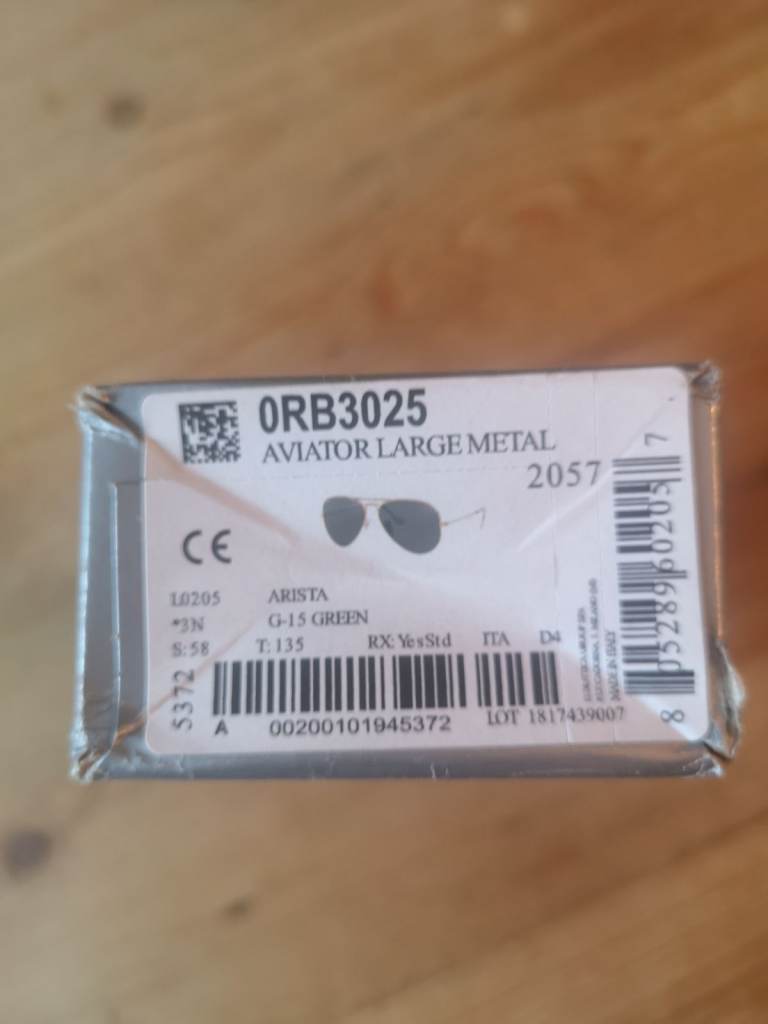 0RB3025
AVIATOR LARGE METAL
2057
CE
L0205 ARISTA
*3N G-15 GREEN
S: 58 T: 135 RX: YesStd ITA D4
5372
A 00200101945372 LOT 1817439007
MADE IN ITALY
8 05289 60205 7